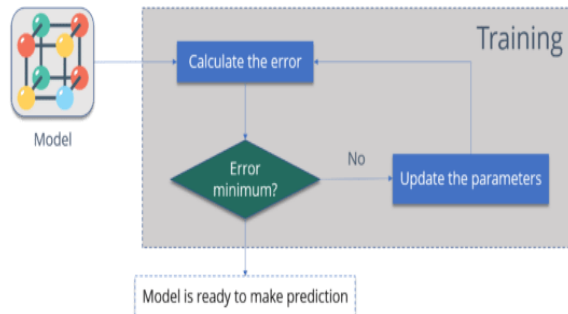 Training
Calculate the error
Model
Error
minimum?
No
Update the parameters
Model is ready to make prediction